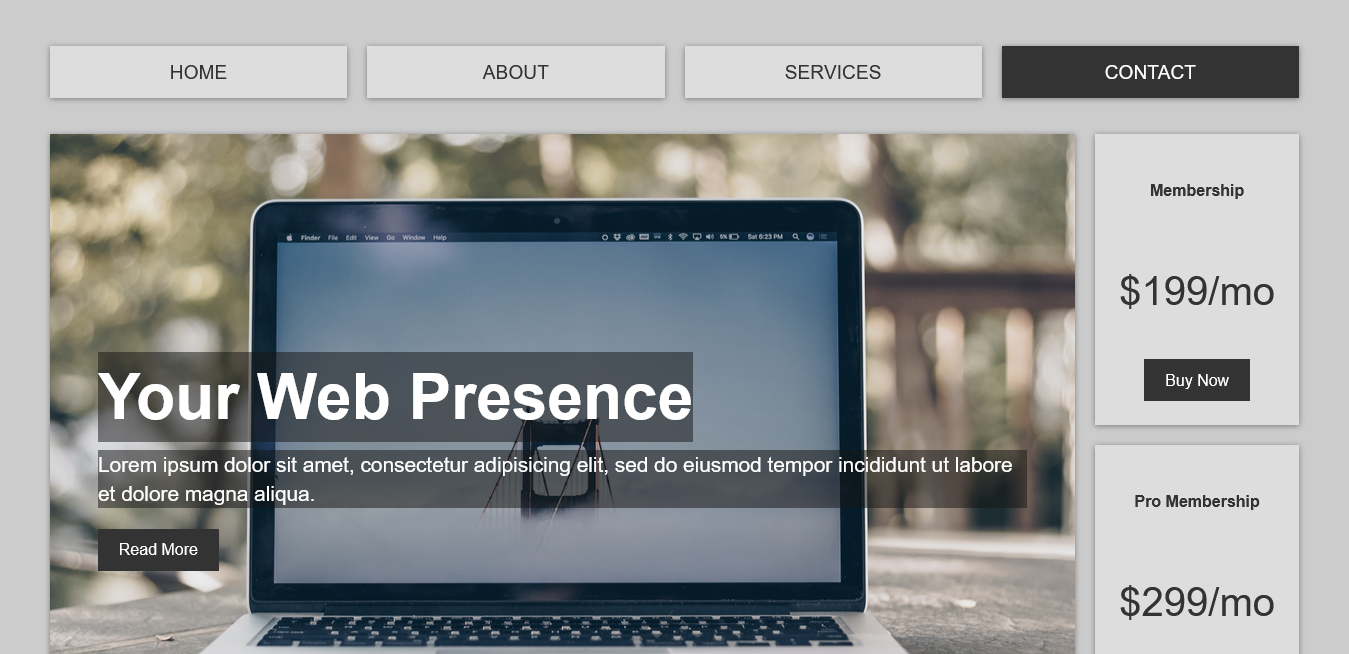 HOME
ABOUT
SERVICES
CONTACT
Finder File Edit View Go Window Help
Sat 6:23 PM
Your Web Presence
Lorem ipsum dolor sit amet, consectetur adipisicing elit, sed do eiusmod tempor incididunt ut labore
et dolore magna aliqua.
Read More
Membership
$199/mo
Buy Now
Pro Membership
$299/mo